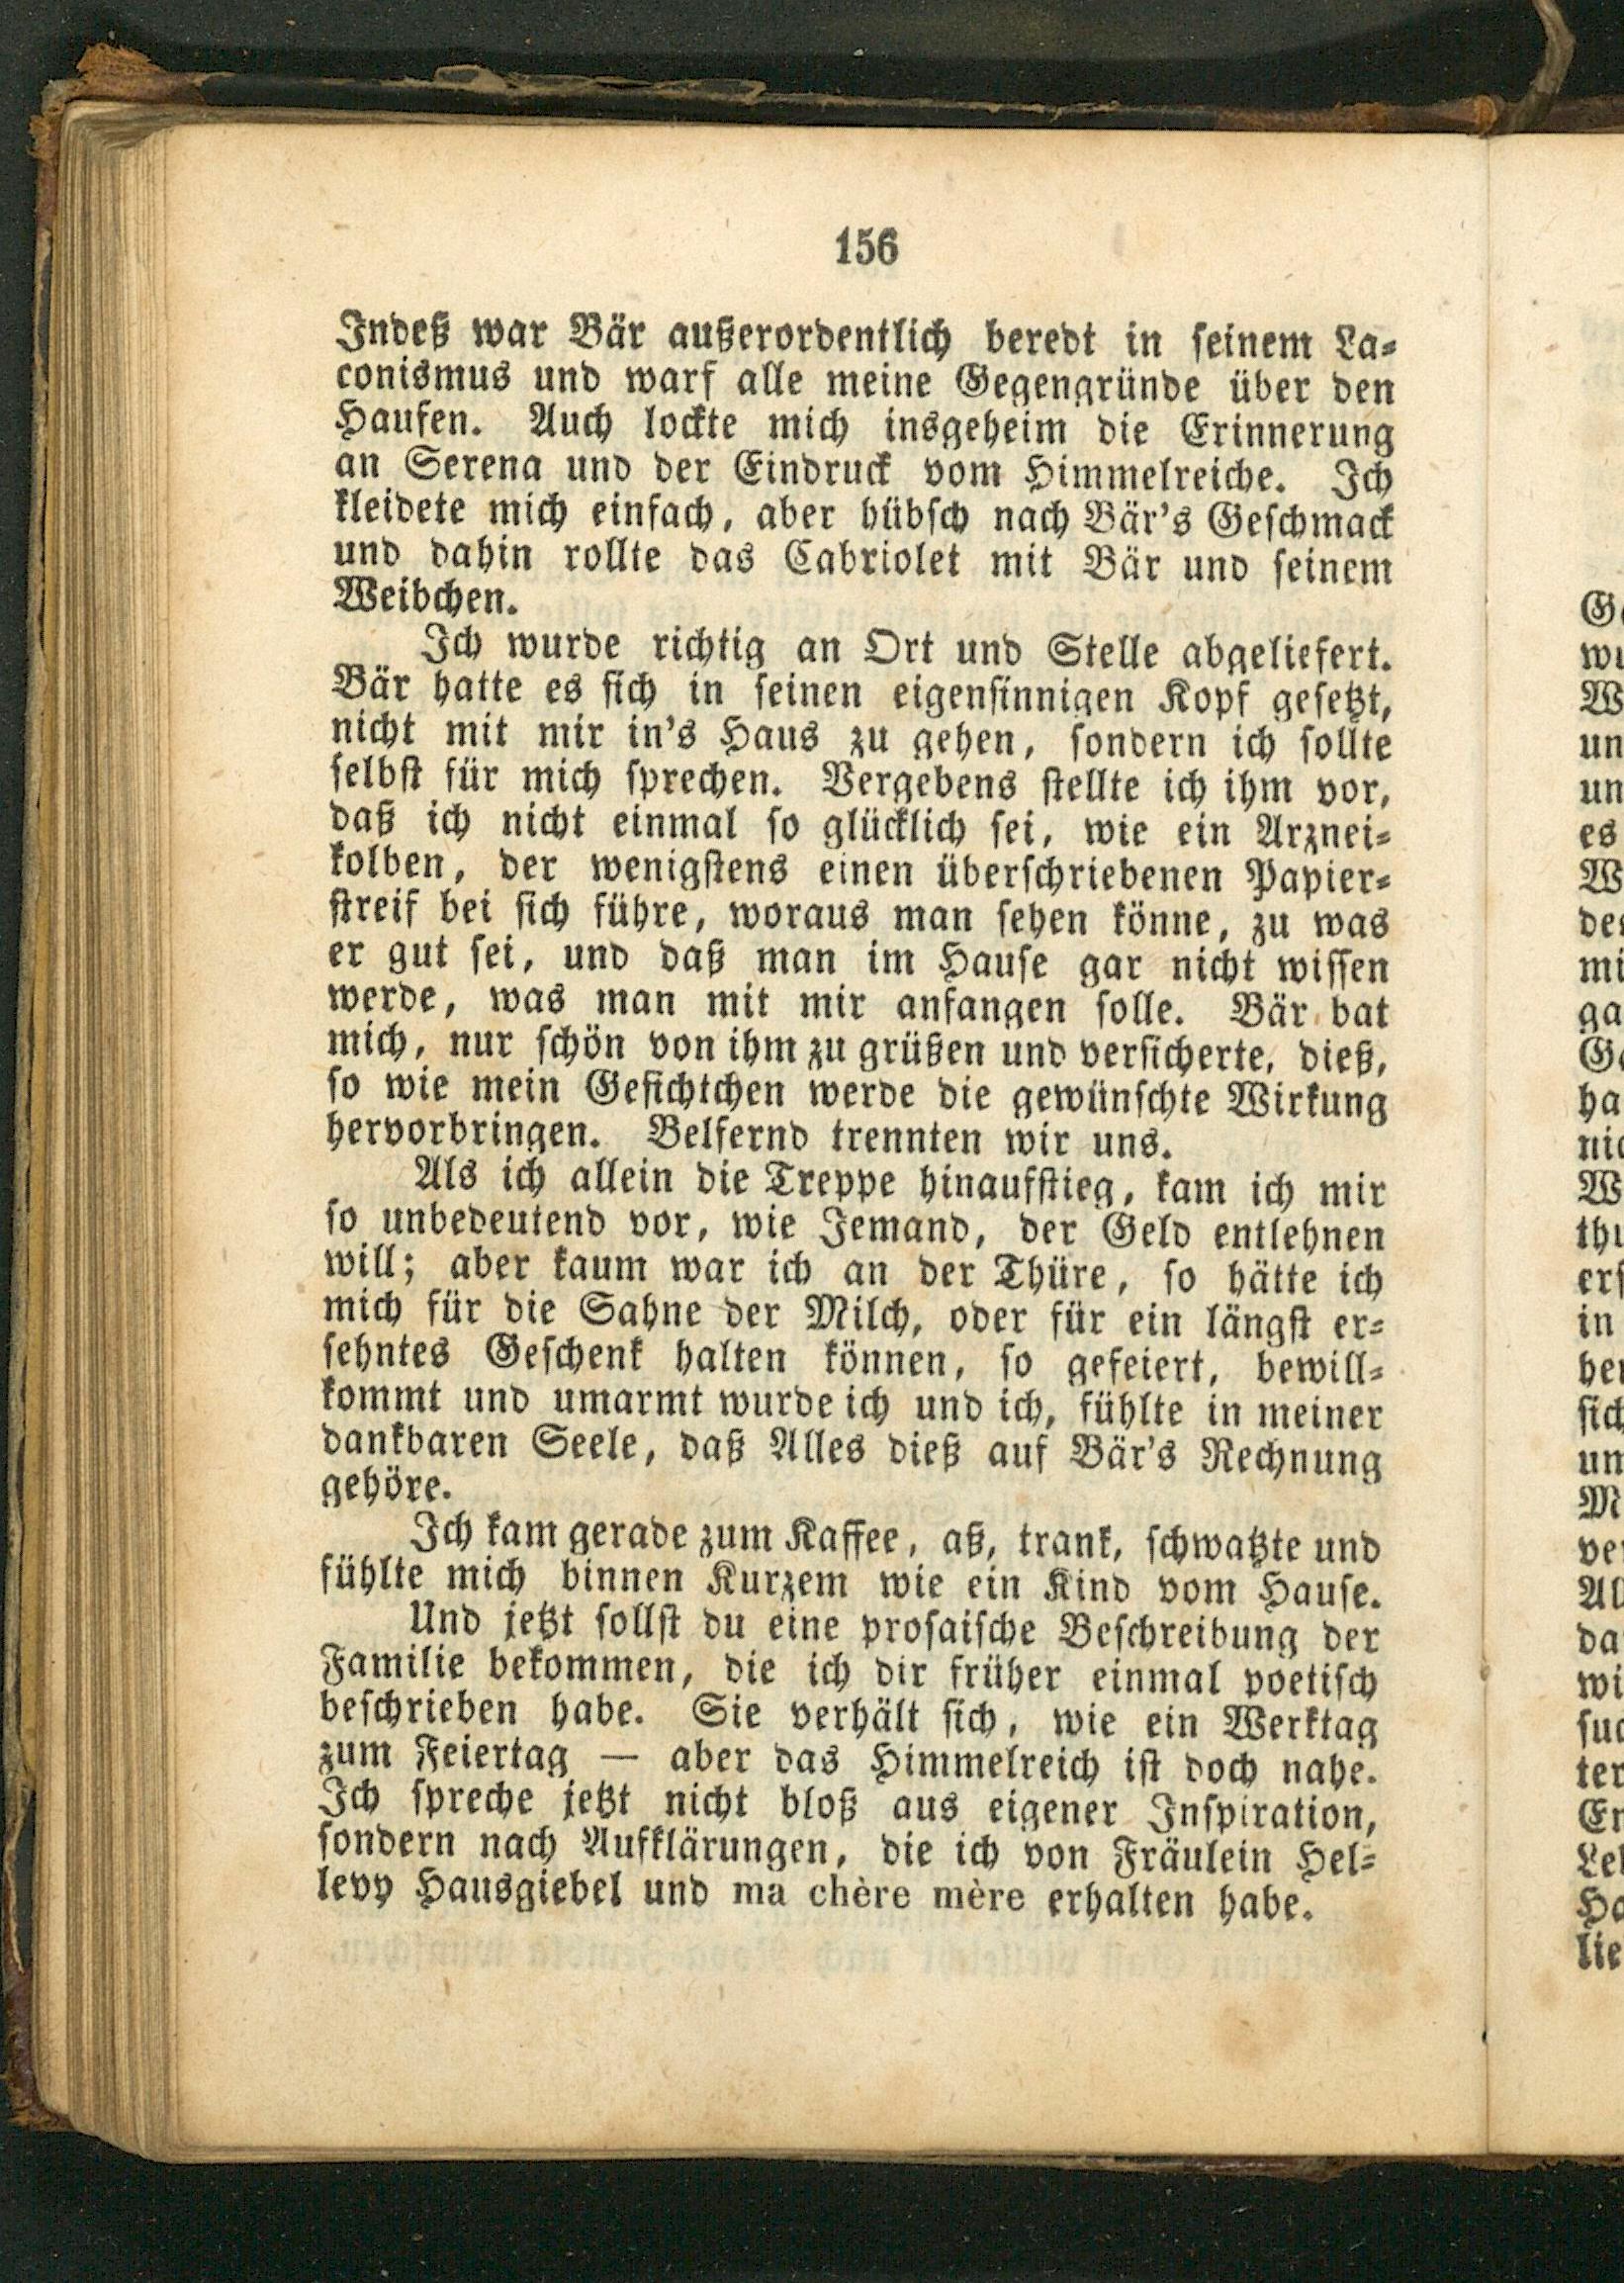 156
Indeß war Bär außerordentlich beredt in seinem La-
conismus und warf alle meine Gegengründe über den
Haufen. Auch lockte mich insgeheim die Erinnerung
an Serena und der Eindruck vom Himmelreiche. Ich
kleidete mich einfach, aber hübsch nach Bär's Geschmack
und dahin rollte das Cabriolet mit Bär und seinem
Weibchen.
Ich wurde richtig an Ort und Stelle abgeliefert.
Bär hatte es sich in seinen eigensinnigen Kopf gesetzt,
nicht mit mir in's Haus zu gehen, sondern ich sollte
selbst für mich sprechen. Vergebens stellte ich ihm vor,
daß ich nicht einmal so glücklich sei, wie ein Arznei-
kolben, der wenigstens einen überschriebenen Papier-
streif bei sich führe, woraus man sehen könne, zu was
er gut sei, und daß man im Hause gar nicht wissen
werde, was man mit mir anfangen solle. Bär bat
mich, nur schön von ihm zu grüßen und versicherte, dieß,
so wie mein Gesichtchen werde die gewünschte Wirkung
hervorbringen. Belfernd trennten wir uns.
Als ich allein die Treppe hinaufstieg, kam ich mir
so unbedeutend vor, wie Jemand, der Geld entlehnen
will; aber kaum war ich an der Thüre, so hätte ich
mich für die Sahne der Milch, oder für ein längst er-
sehntes Geschenk halten können, so gefeiert, bewill-
kommt und umarmt wurde ich und ich, fühlte in meiner
dankbaren Seele, daß Alles dieß auf Bär's Rechnung
gehöre.
Ich kam gerade zum Kaffee, aß, trank, schwatzte und
fühlte mich binnen Kurzem wie ein Kind vom Hause.
Und jetzt sollst du eine prosaische Beschreibung der
Familie bekommen, die ich dir früher einmal poetisch
beschrieben habe. Sie verhält sich, wie ein Werktag
zum Feiertag — aber das Himmelreich ist doch nahe.
Ich spreche jetzt nicht bloß aus eigener Inspiration,
sondern nach Aufklärungen, die ich von Fräulein Hel-
levy Hausgiebel und ma chère mère erhalten habe.